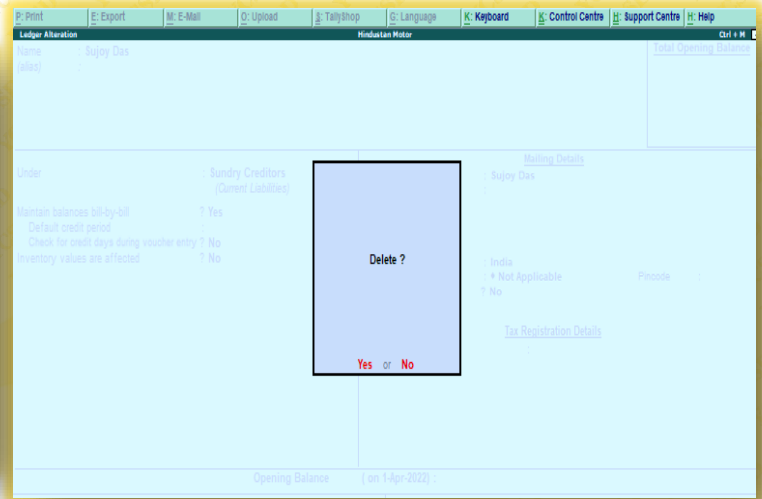 P: Print E: Export M: E-Mail O: Upload S: TallyShop G: Language K: Keyboard K: Control Centre H: Support Centre H: Help
Ledger Alteration Hindustan Motor Ctrl + M
Name : Sujoy Das Total Opening Balance
(alias) :
Mailing Details
Under : Sundry Creditors : Sujoy Das
(Current Liabilities) :
Maintain balances bill-by-bill ? Yes
Default credit period :
Check for credit days during voucher entry ? No
Inventory values are affected ? No Delete ? : India
: ♦ Not Applicable Pincode :
? No
Tax Registration Details
:
Yes or No
Opening Balance ( on 1-Apr-2022) :